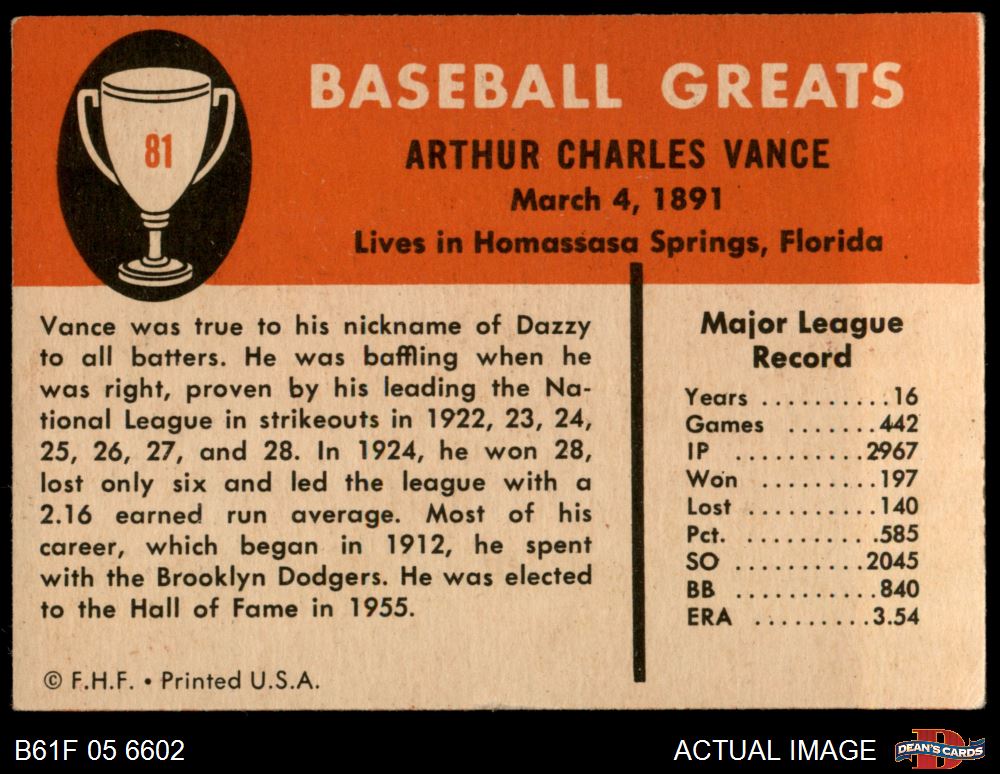 81
BASEBALL GREATS
ARTHUR CHARLES VANCE
March 4, 1891
Lives in Homassasa Springs, Florida
Vance was true to his nickname of Dazzy
to all batters. He was baffling when he
was right, proven by his leading the Na-
tional League in strikeouts in 1922, 23, 24,
25, 26, 27, and 28. In 1924, he won 28,
lost only six and led the league with a
2.16 earned run average. Most of his
career, which began in 1912, he spent
with the Brooklyn Dodgers. He was elected
to the Hall of Fame in 1955.
© F.H.F. • Printed U.S.A.
Major League
Record
Years ..........16
Games .......442
IP ..........2967
Won .........197
Lost .........140
Pct. ..........585
SO ..........2045
BB ...........840
ERA .........3.54
B61F 05 6602
ACTUAL IMAGE
D
DEAN'S CARDS